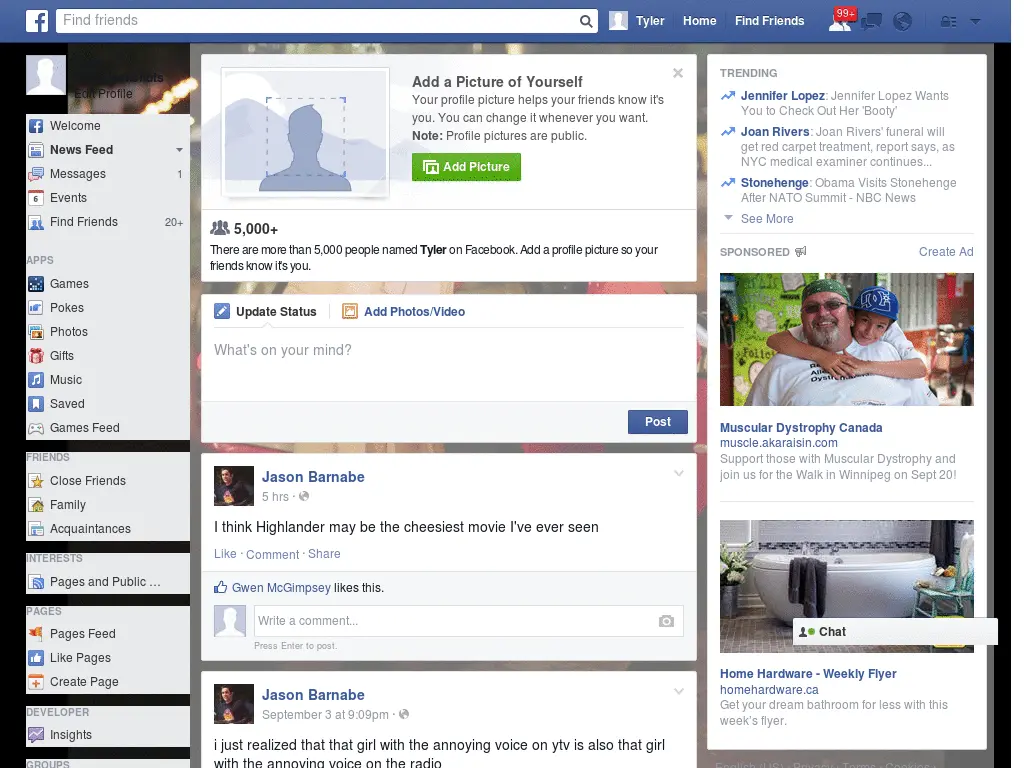 Find friends
Tyler
Home
Find Friends
99+
Edit Profile
Welcome
News Feed
Messages
1
6
Events
Find Friends
20+
APPS
Games
Pokes
Photos
Gifts
Music
Saved
Games Feed
FRIENDS
Close Friends
Family
Acquaintances
INTERESTS
Pages and Public ...
PAGES
Pages Feed
Like Pages
Create Page
DEVELOPER
Insights
GROUPS
Add a Picture of Yourself
Your profile picture helps your friends know it's
you. You can change it whenever you want.
Note: Profile pictures are public.
Add Picture
5,000+
There are more than 5,000 people named Tyler on Facebook. Add a profile picture so your
friends know it's you.
Update Status
Add Photos/Video
What's on your mind?
Post
Jason Barnabe
5 hrs ·
I think Highlander may be the cheesiest movie I've ever seen
Like · Comment · Share
Gwen McGimpsey likes this.
Write a comment...
Press Enter to post.
Jason Barnabe
September 3 at 9:09pm ·
i just realized that that girl with the annoying voice on ytv is also that girl
with the annoying voice on the radio
TRENDING
Jennifer Lopez: Jennifer Lopez Wants
You to Check Out Her 'Booty'
Joan Rivers: Joan Rivers' funeral will
get red carpet treatment, report says, as
NYC medical examiner continues...
Stonehenge: Obama Visits Stonehenge
After NATO Summit - NBC News
See More
SPONSORED
Create Ad
Muscular Dystrophy Canada
muscle.akaraisin.com
Support those with Muscular Dystrophy and
join us for the Walk in Winnipeg on Sept 20!
Chat
Home Hardware - Weekly Flyer
homehardware.ca
Get your dream bathroom for less with this
week's flyer.
English (US) · Privacy · Terms · Cookies ·